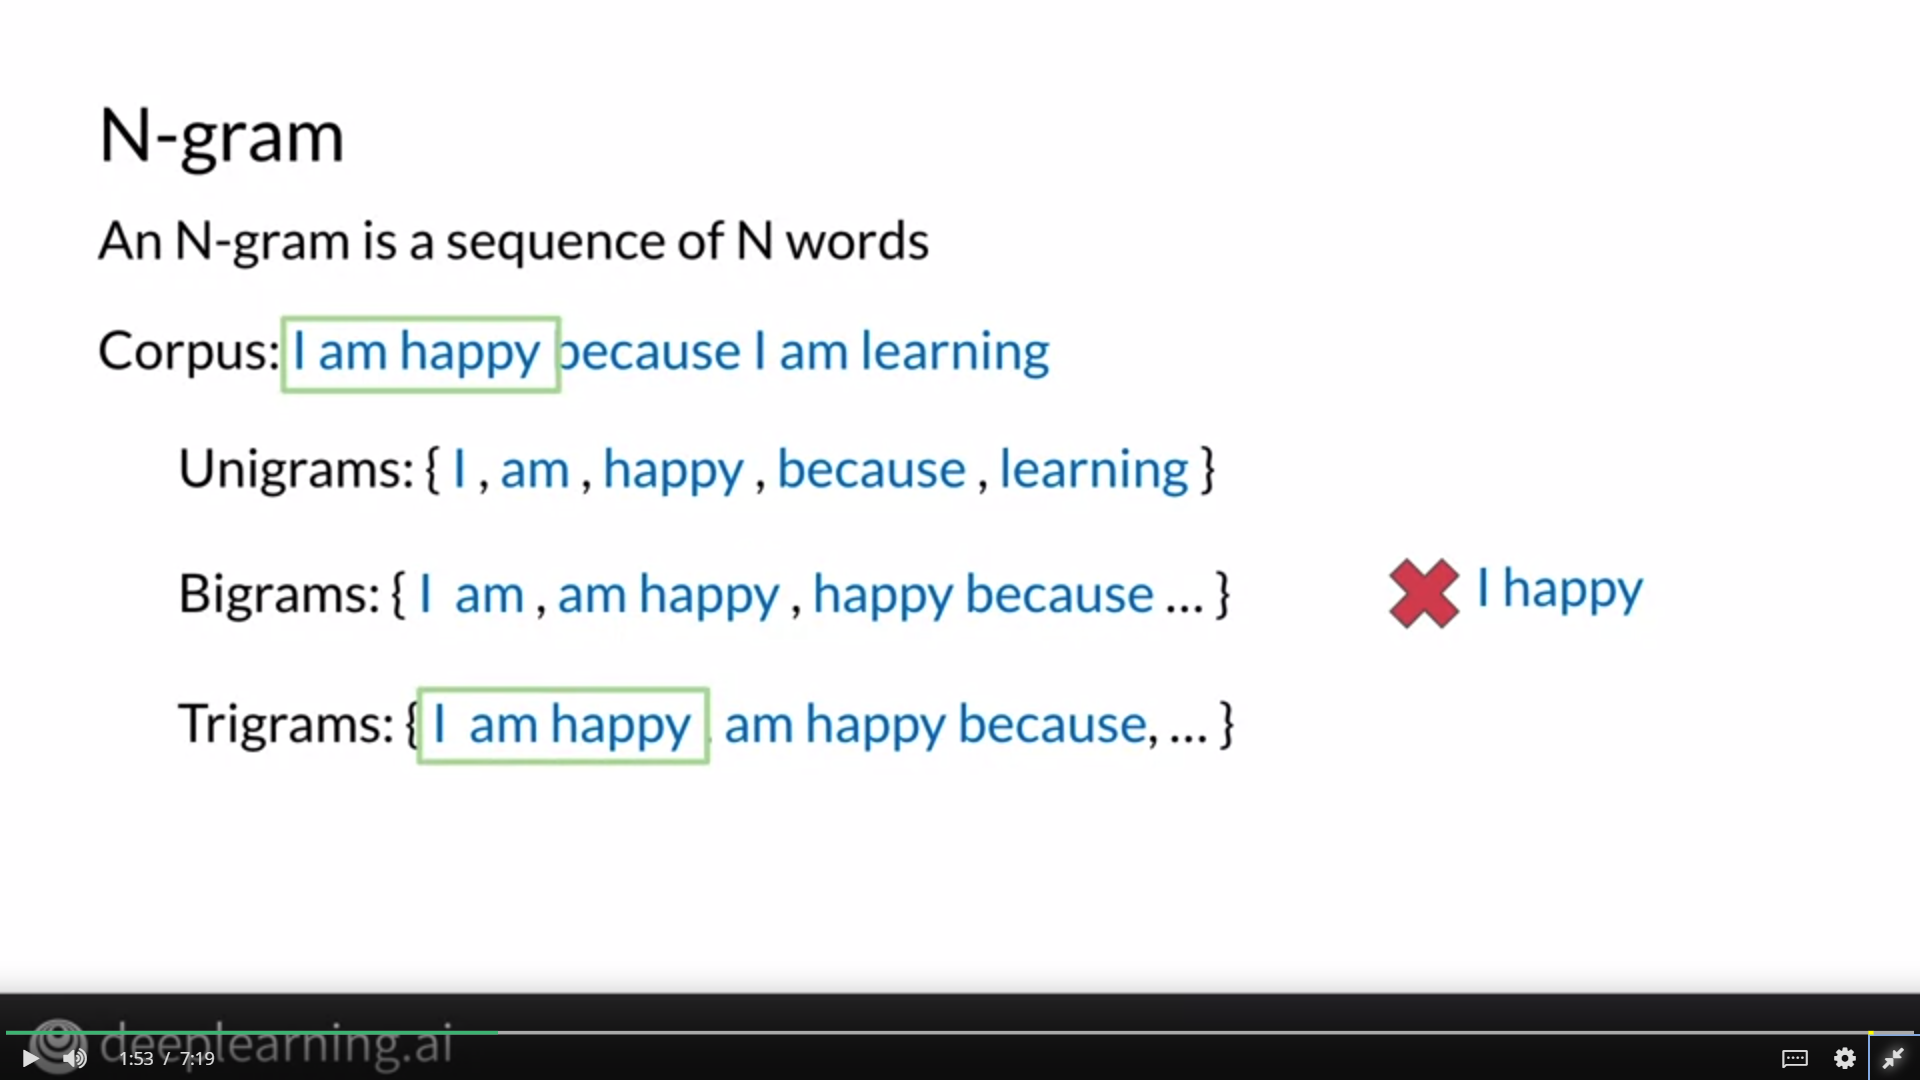 N-gram
An N-gram is a sequence of N words
Corpus: I am happy because I am learning
Unigrams: { I , am , happy , because , learning }
Bigrams: { I am , am happy , happy because ... }
I happy
Trigrams: { I am happy , am happy because, ... }
deeplearning.ai
1:53 / 7:19